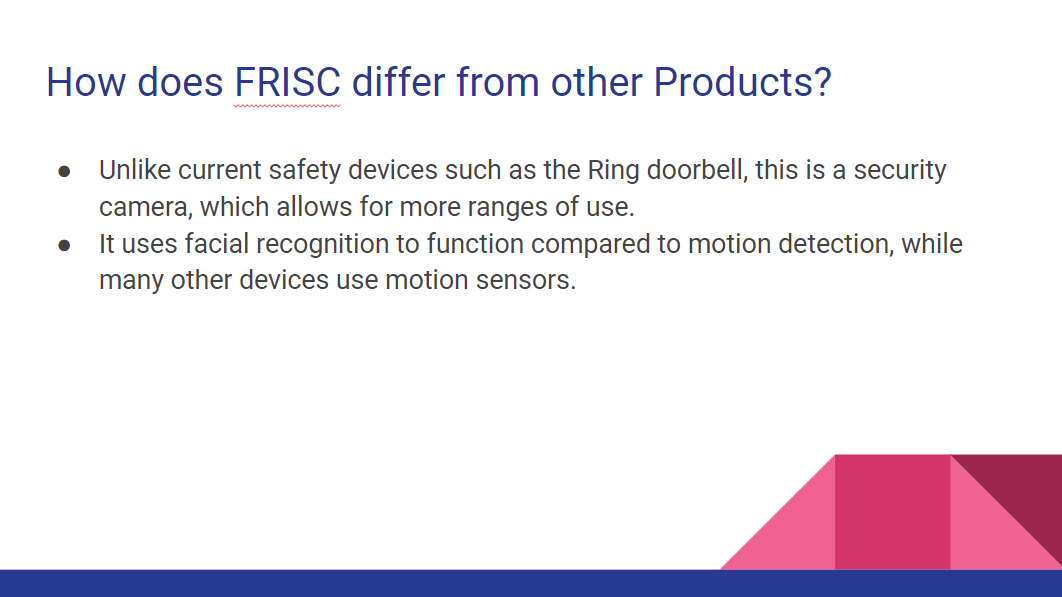 How does FRISC differ from other Products?
● Unlike current safety devices such as the Ring doorbell, this is a security
camera, which allows for more ranges of use.
● It uses facial recognition to function compared to motion detection, while
many other devices use motion sensors.